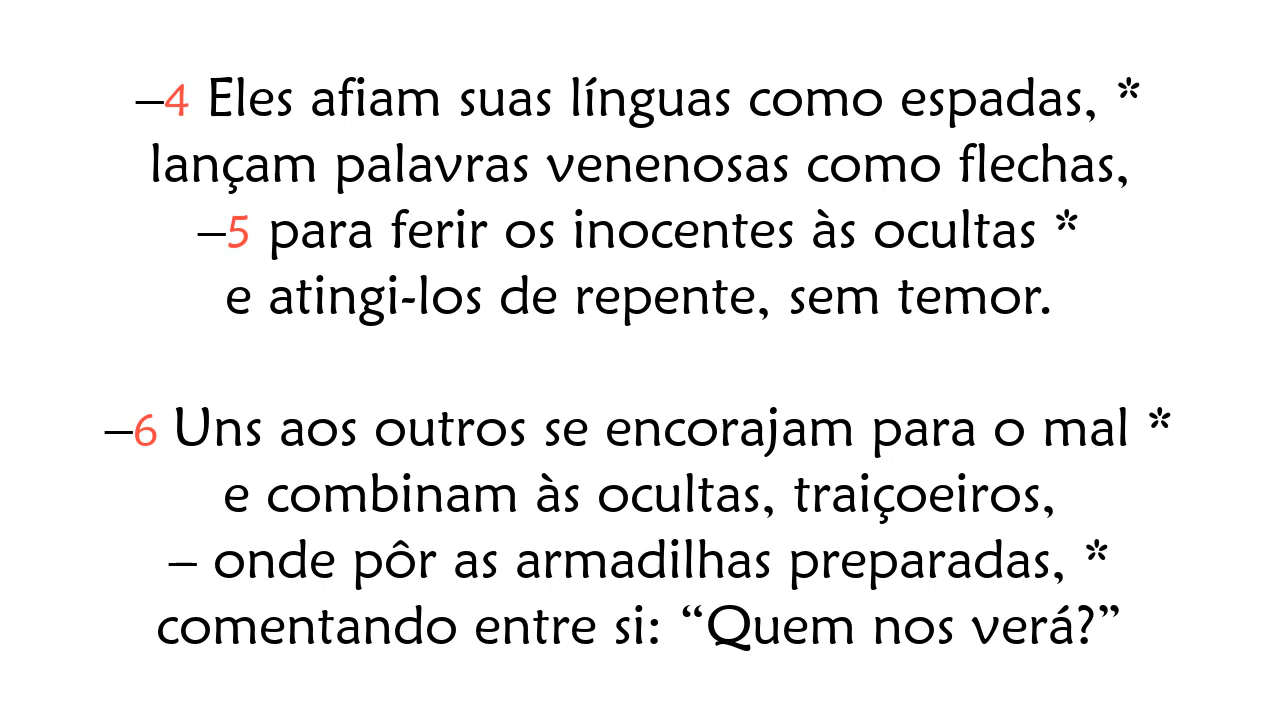 –4 Eles afiam suas línguas como espadas, *
lançam palavras venenosas como flechas,
–5 para ferir os inocentes às ocultas *
e atingi-los de repente, sem temor.
–6 Uns aos outros se encorajam para o mal *
e combinam às ocultas, traiçoeiros,
– onde pôr as armadilhas preparadas, *
comentando entre si: “Quem nos verá?”